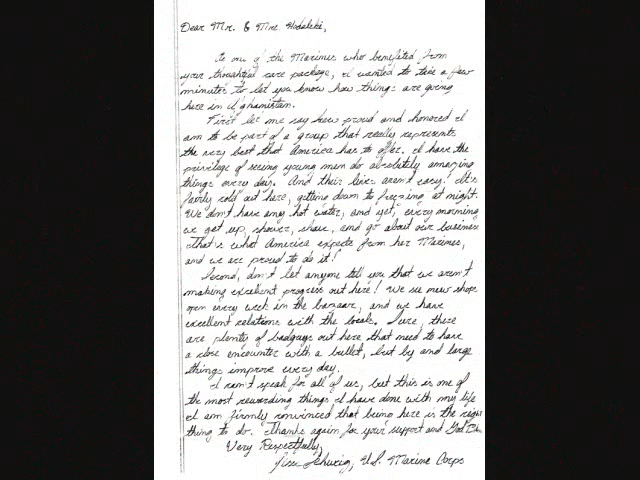 Dear Mr. & Mrs.
As one of the Marines who benefited from
your thoughtful care package, I wanted to take a few
minutes to let you know how things are going
here in Afghanistan.
First let me say how proud and honored I
am to be part of a group that really represents
the very best that America has to offer. I have the
privilege of seeing young men do absolutely amazing
things every day. And their lives aren't easy! It's
fairly cold out here, getting down to freezing at night.
We don't have any hot water, and yet, every morning
we get up, shower, shave, and go about our business
That is what America expects from her Marines,
and we are proud to do it!
Second, don't let anyone tell you that we aren't
making excellent progress out here! We see new shops
open every week in the bazaar, and we have
excellent relations with the locals. Sure, there
are plenty of badguys out here that need to have
a close encounter with a bullet, but by and large
things improve every day.
I can't speak for all of us, but this is one of
the most rewarding things I have done with my life
I am firmly convinced that being here is the right
thing to do. Thanks again for your support and God
Very Respectfully,
U.S. Marine Corps